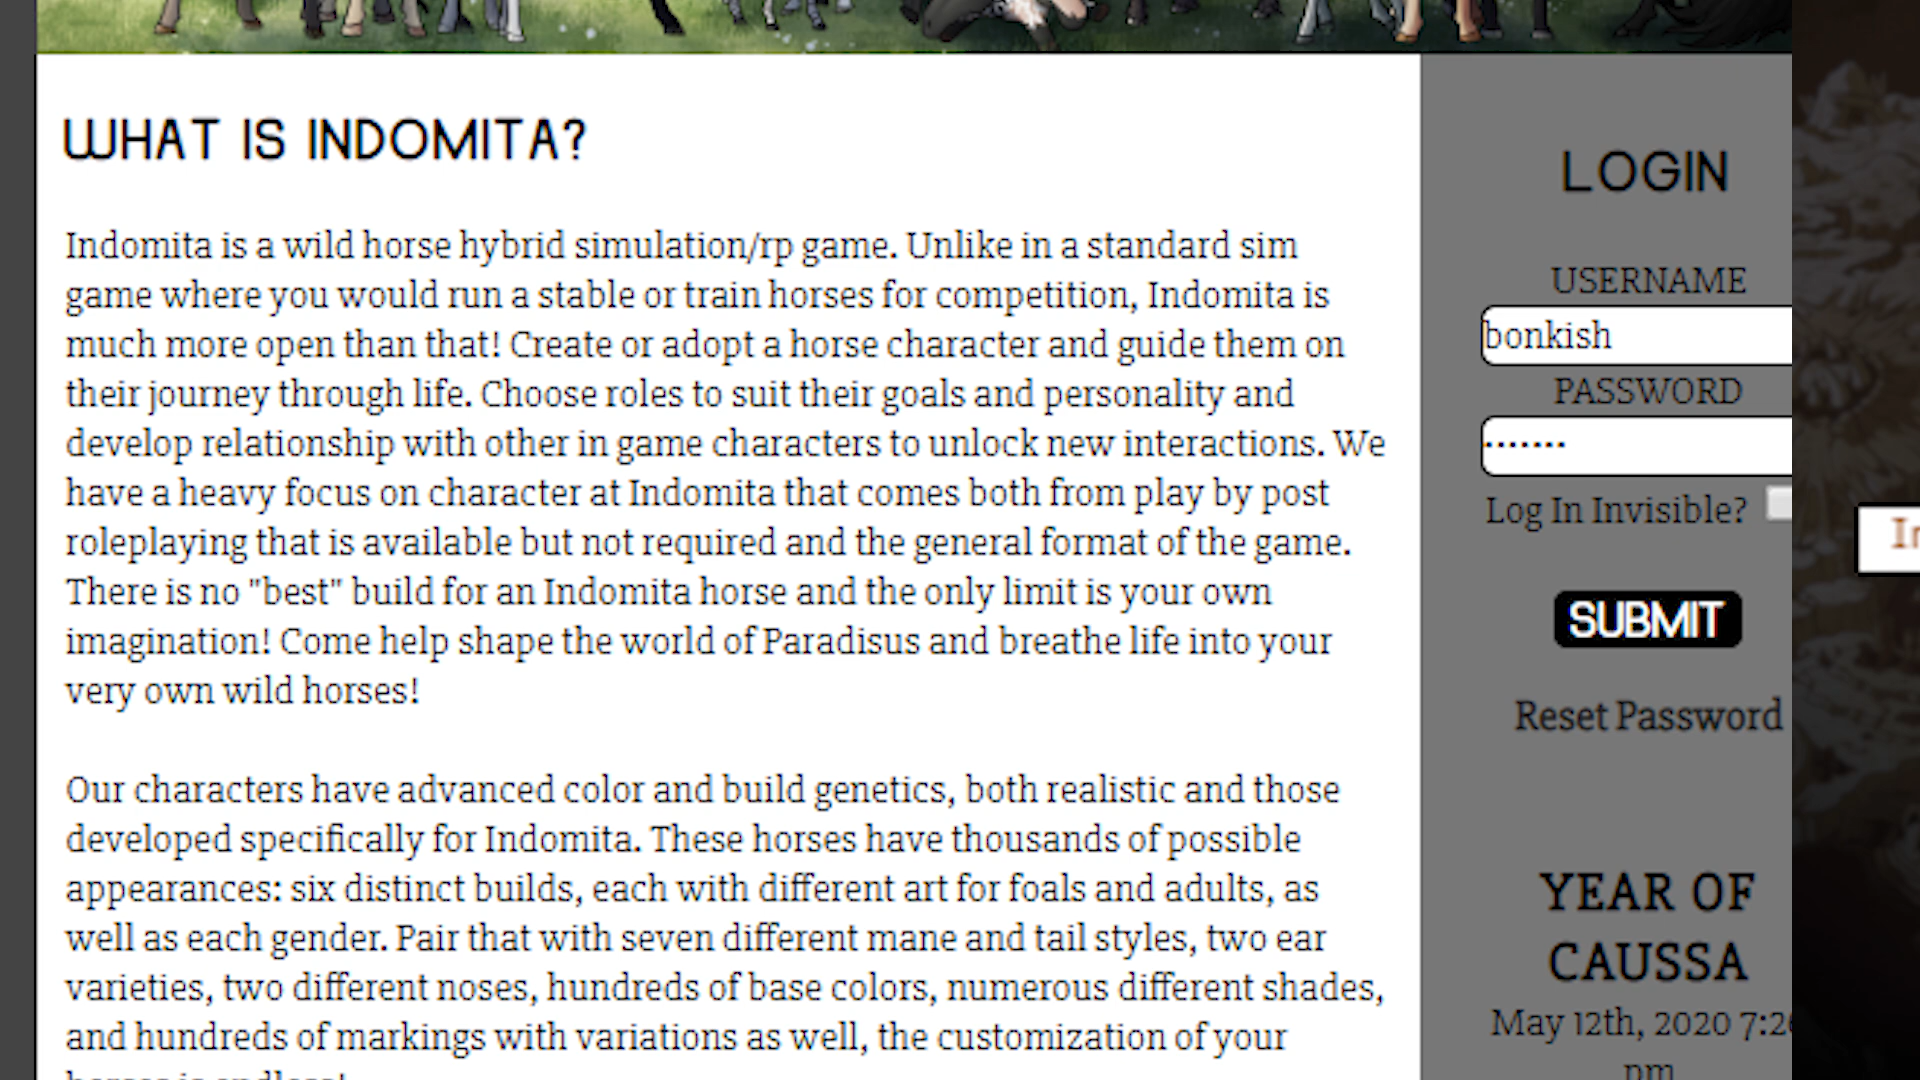 WHAT IS INDOMITA?
Indomita is a wild horse hybrid simulation/rp game. Unlike in a standard sim
game where you would run a stable or train horses for competition, Indomita is
much more open than that! Create or adopt a horse character and guide them on
their journey through life. Choose roles to suit their goals and personality and
develop relationship with other in game characters to unlock new interactions. We
have a heavy focus on character at Indomita that comes both from play by post
roleplaying that is available but not required and the general format of the game.
There is no "best" build for an Indomita horse and the only limit is your own
imagination! Come help shape the world of Paradisus and breathe life into your
very own wild horses!
Our characters have advanced color and build genetics, both realistic and those
developed specifically for Indomita. These horses have thousands of possible
appearances: six distinct builds, each with different art for foals and adults, as
well as each gender. Pair that with seven different mane and tail styles, two ear
varieties, two different noses, hundreds of base colors, numerous different shades,
and hundreds of markings with variations as well, the customization of your
horses is endless!
LOGIN
USERNAME
bonkish
PASSWORD
.......
Log In Invisible?
SUBMIT
Reset Password
YEAR OF
CAUSSA
May 12th, 2020
pm